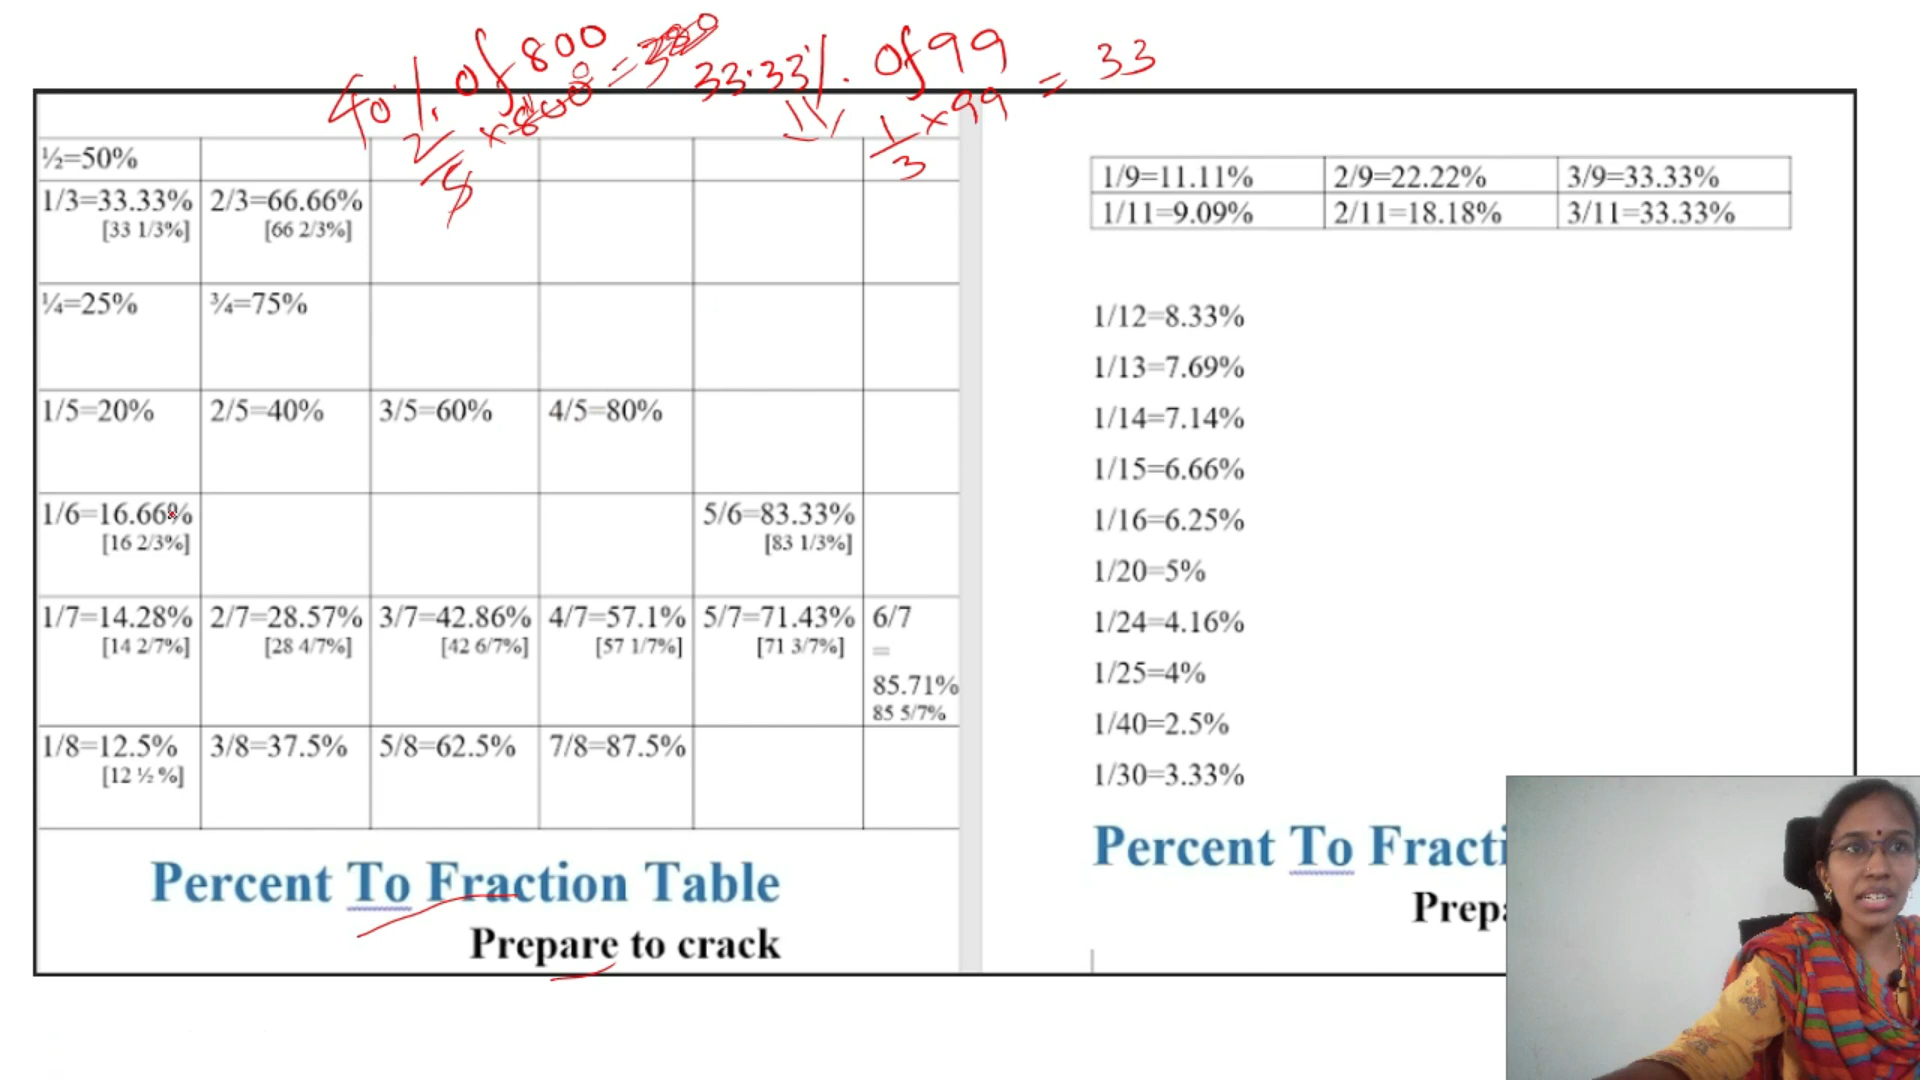 40% of 800
2/5 × 800 =
33.33% of 99
1/3 × 99 = 33
½=50%
1/3=33.33% 2/3=66.66%
[33 1/3%] [66 2/3%]
¼=25% ¾=75%
1/5=20% 2/5=40% 3/5=60% 4/5=80%
1/6=16.66% 5/6=83.33%
[16 2/3%] [83 1/3%]
1/7=14.28% 2/7=28.57% 3/7=42.86% 4/7=57.1% 5/7=71.43% 6/7
[14 2/7%] [28 4/7%] [42 6/7%] [57 1/7%] [71 3/7%] =
85.71%
85 5/7%
1/8=12.5% 3/8=37.5% 5/8=62.5% 7/8=87.5%
[12 ½ %]
Percent To Fraction Table
Prepare to crack
1/9=11.11% 2/9=22.22% 3/9=33.33%
1/11=9.09% 2/11=18.18% 3/11=33.33%
1/12=8.33%
1/13=7.69%
1/14=7.14%
1/15=6.66%
1/16=6.25%
1/20=5%
1/24=4.16%
1/25=4%
1/40=2.5%
1/30=3.33%
Percent To Fracti
Prep